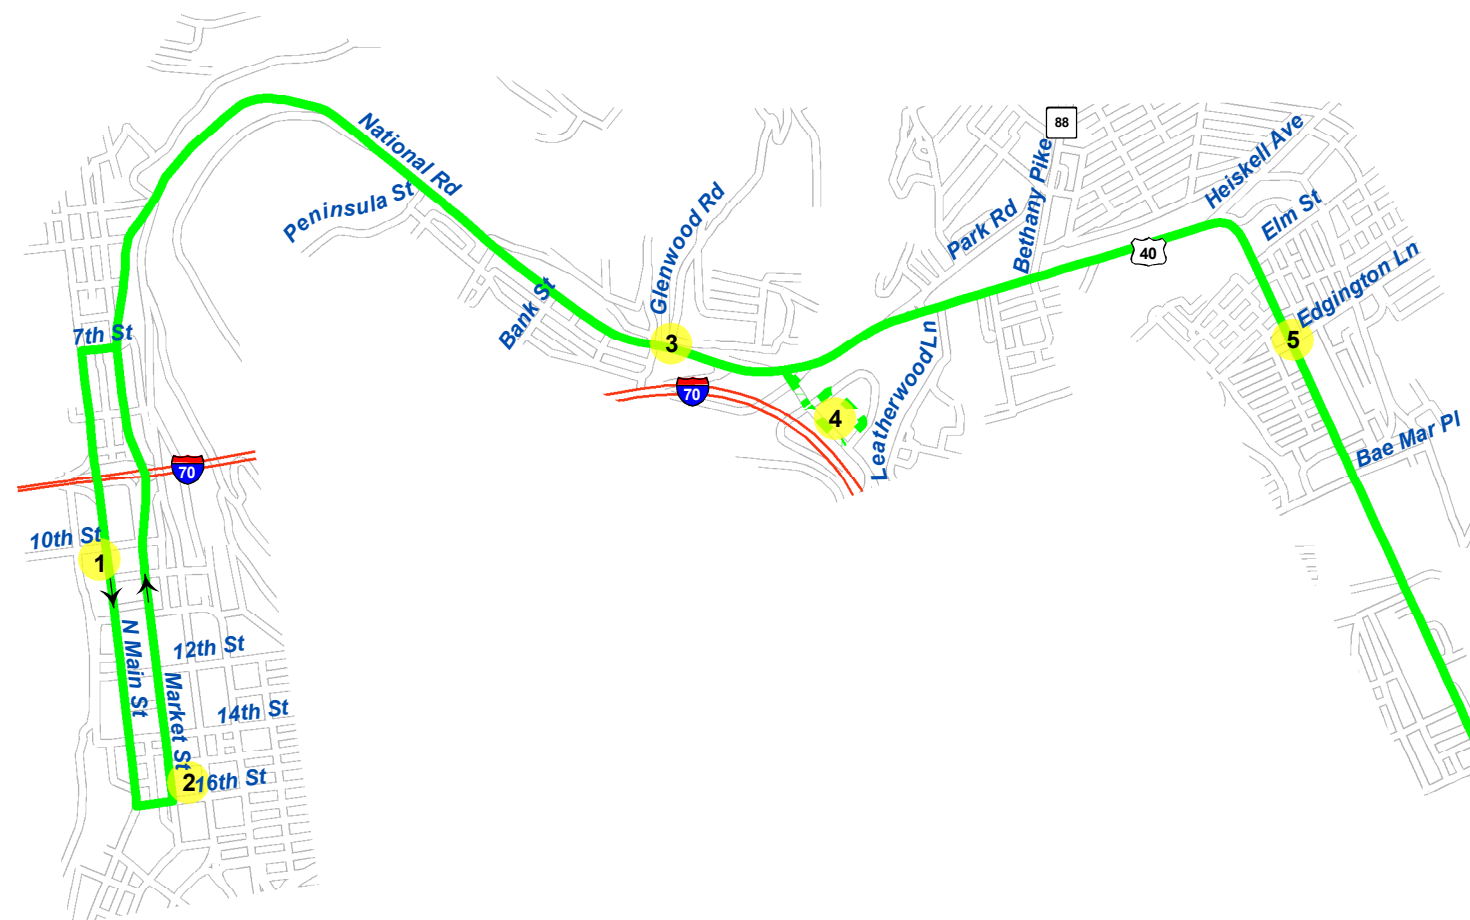 88
National Rd
Heiskell Ave
Peninsula St
Glenwood Rd
Bethany Pike
Park Rd
Elm St
40
Edgington Ln
Bank St
7th St
3
5
70
LeatherwoodLn
4
Bae Mar Pl
70
10th St
1
N Main St
12th St
Market St
14th St
2
16th St